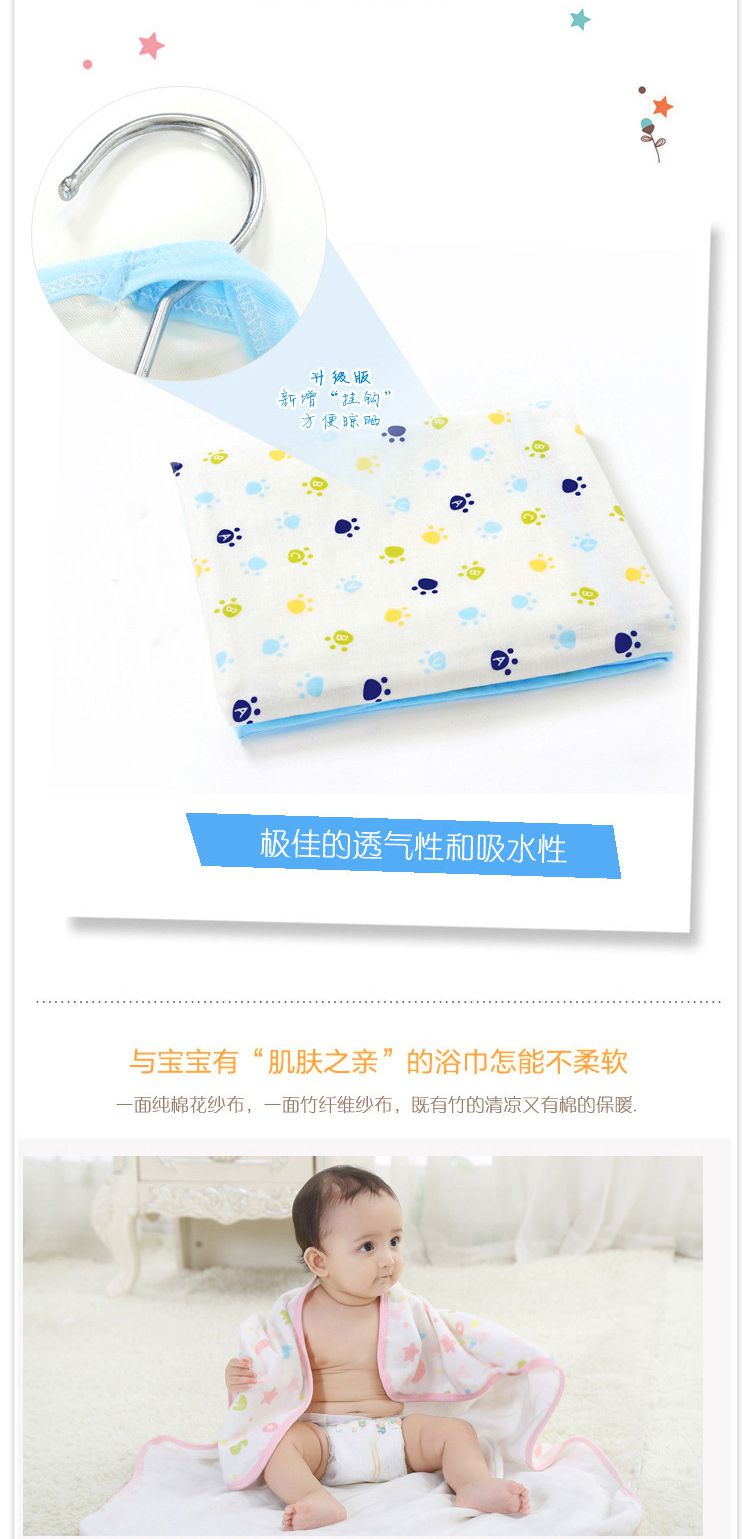 升级版
新增“挂钩”
方便晾晒
极佳的透气性和吸水性
与宝宝有“肌肤之亲”的浴巾怎能不柔软
一面纯棉花纱布，一面竹纤维纱布，既有竹的清凉又有棉的保暖.